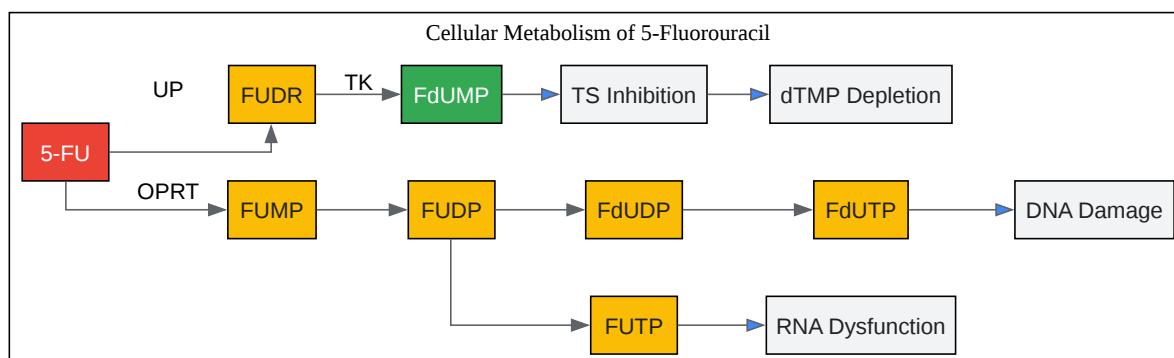 Cellular Metabolism of 5-Fluorouracil
UP
FUDR
TK
FdUMP
TS Inhibition
dTMP Depletion
5-FU
OPRT
FUMP
FUDP
FdUDP
FdUTP
DNA Damage
FUTP
RNA Dysfunction